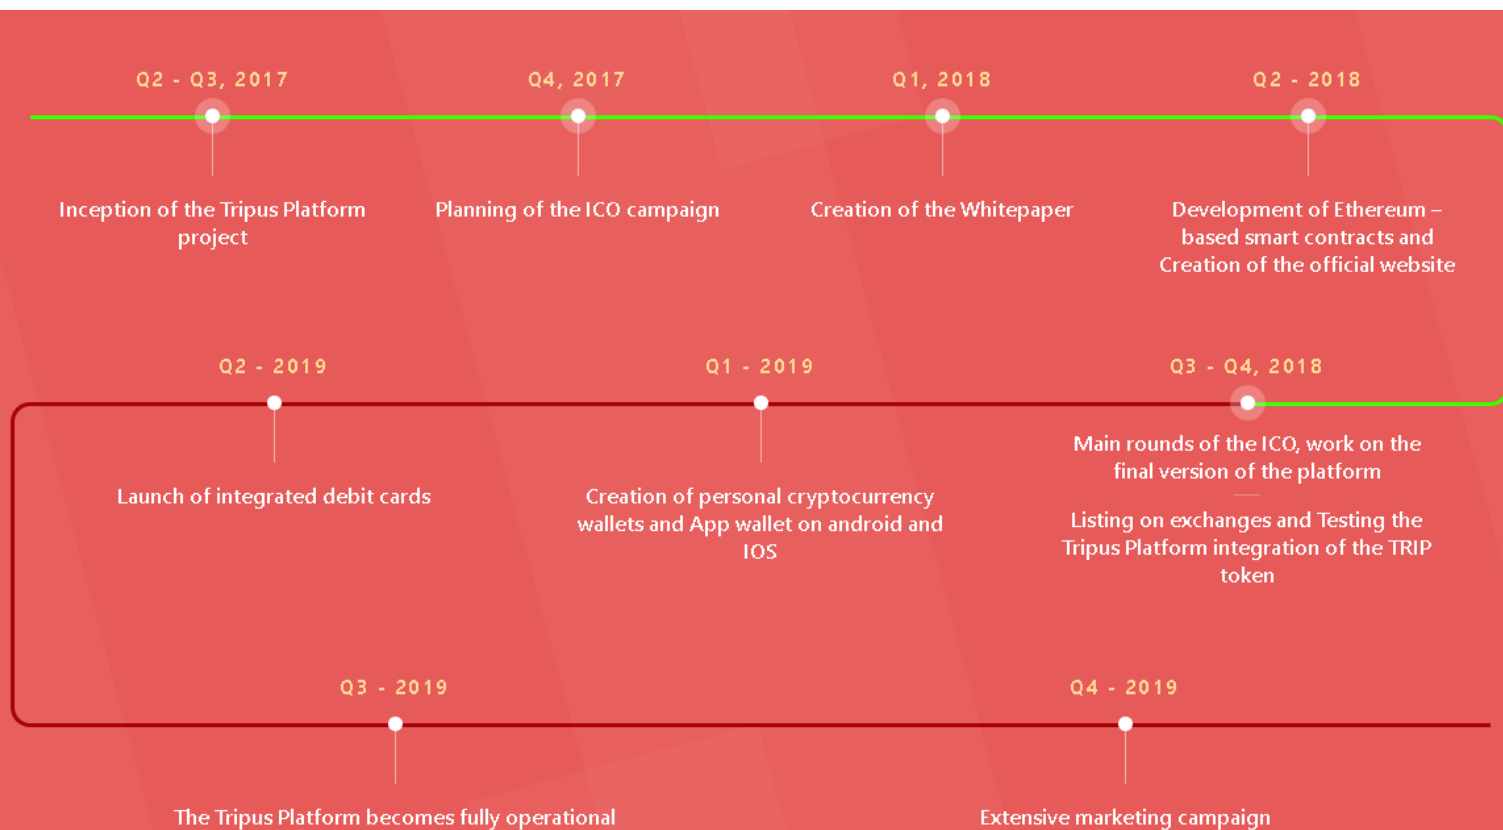 Q2 - Q3, 2017
Inception of the Tripus Platform
project
Q4, 2017
Planning of the ICO campaign
Q1, 2018
Creation of the Whitepaper
Q2 - 2018
Development of Ethereum –
based smart contracts and
Creation of the official website
Q3 - Q4, 2018
Main rounds of the ICO, work on the
final version of the platform
Listing on exchanges and Testing the
Tripus Platform integration of the TRIP
token
Q1 - 2019
Creation of personal cryptocurrency
wallets and App wallet on android and
IOS
Q2 - 2019
Launch of integrated debit cards
Q3 - 2019
The Tripus Platform becomes fully operational
Q4 - 2019
Extensive marketing campaign